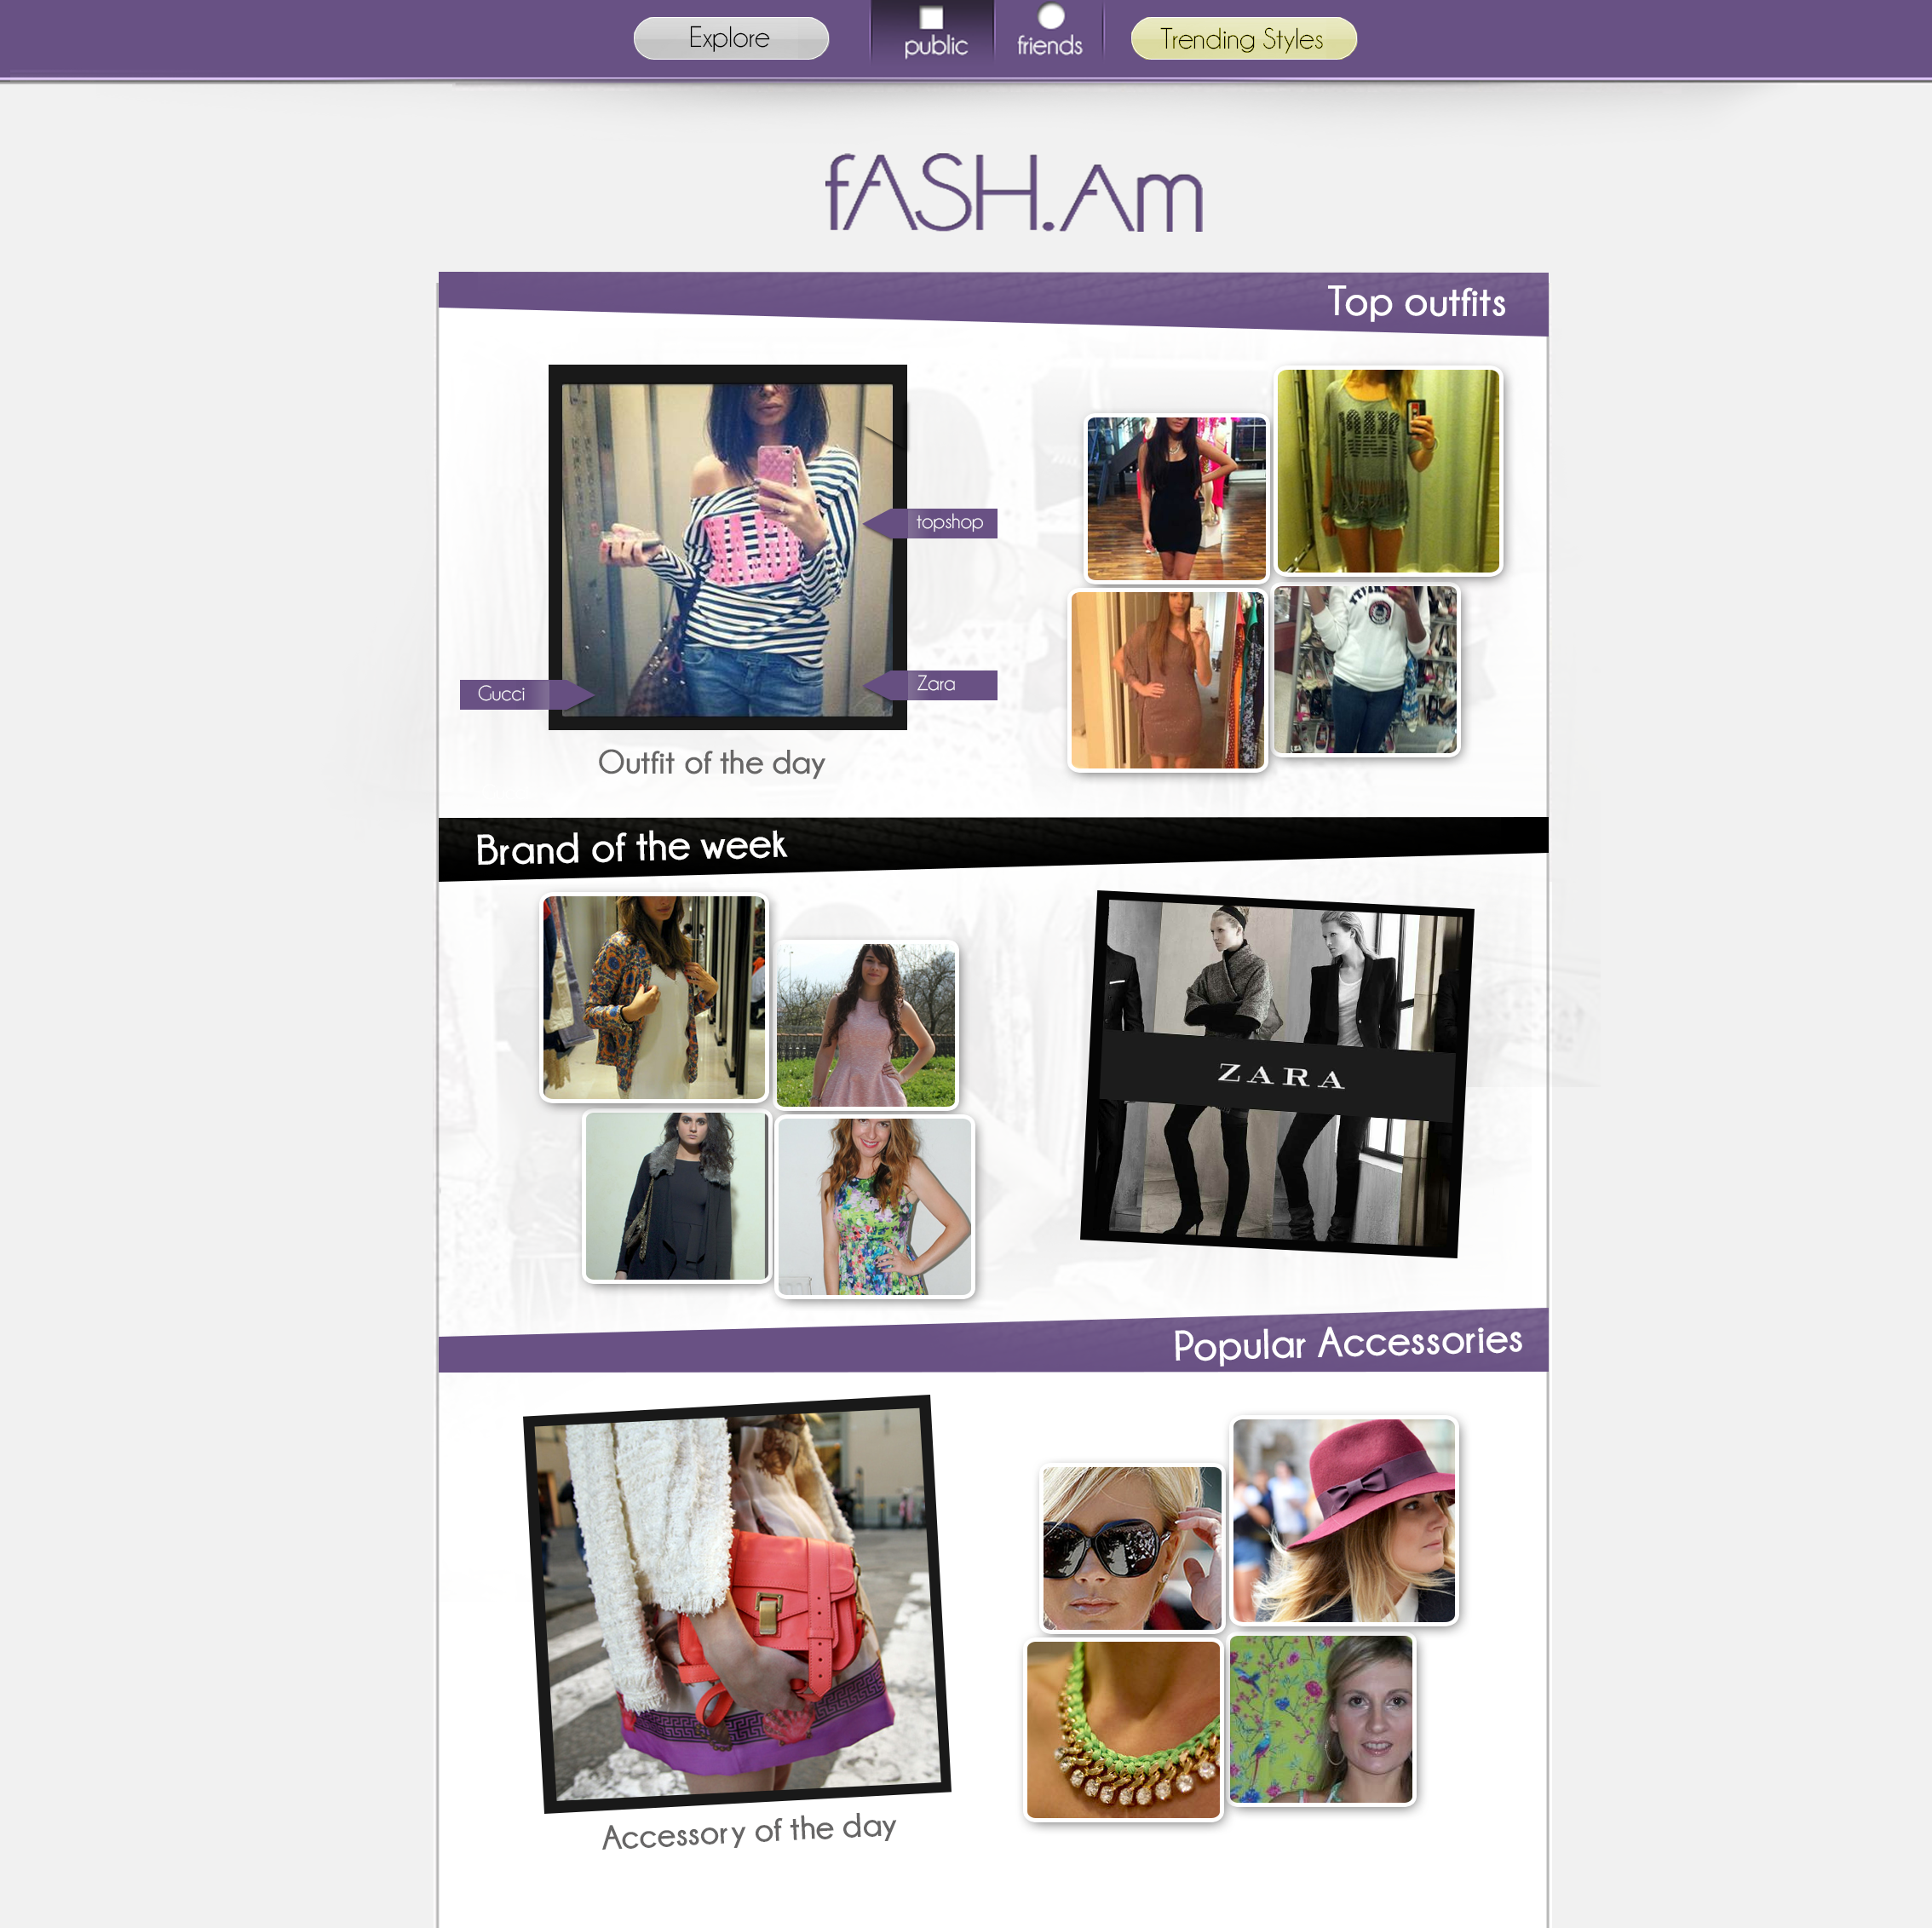 Explore
public
friends
Trending Styles
fASH.Am
Top outfits
topshop
Gucci
Zara
Outfit of the day
Brand of the week
ZARA
Popular Accessories
Accessory of the day